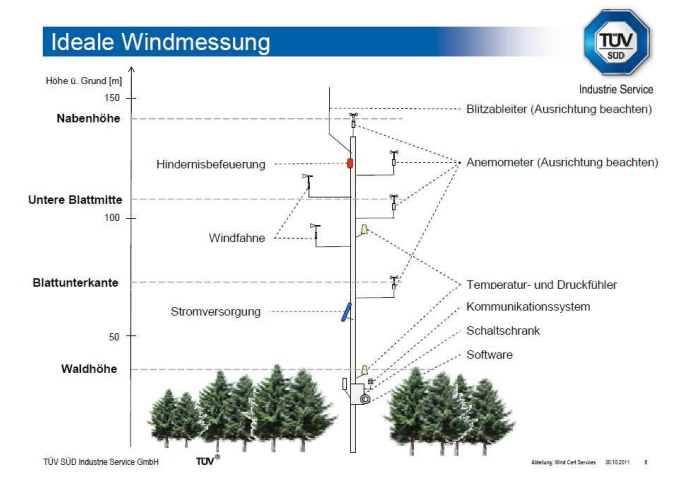 Ideale Windmessung
TÜV
SÜD
Industrie Service
Höhe ü. Grund [m]
150
Blitzableiter (Ausrichtung beachten)
Nabenhöhe
Hindernisbefeuerung
Anemometer (Ausrichtung beachten)
Untere Blattmitte
100
Windfahne
Blattunterkante
Temperatur- und Druckfühler
Kommunikationssystem
Stromversorgung
Schaltschrank
50
Software
Waldhöhe
TÜV SÜD Industrie Service GmbH
TÜV®
Abteilung: Wind Cert Services 30.10.2011